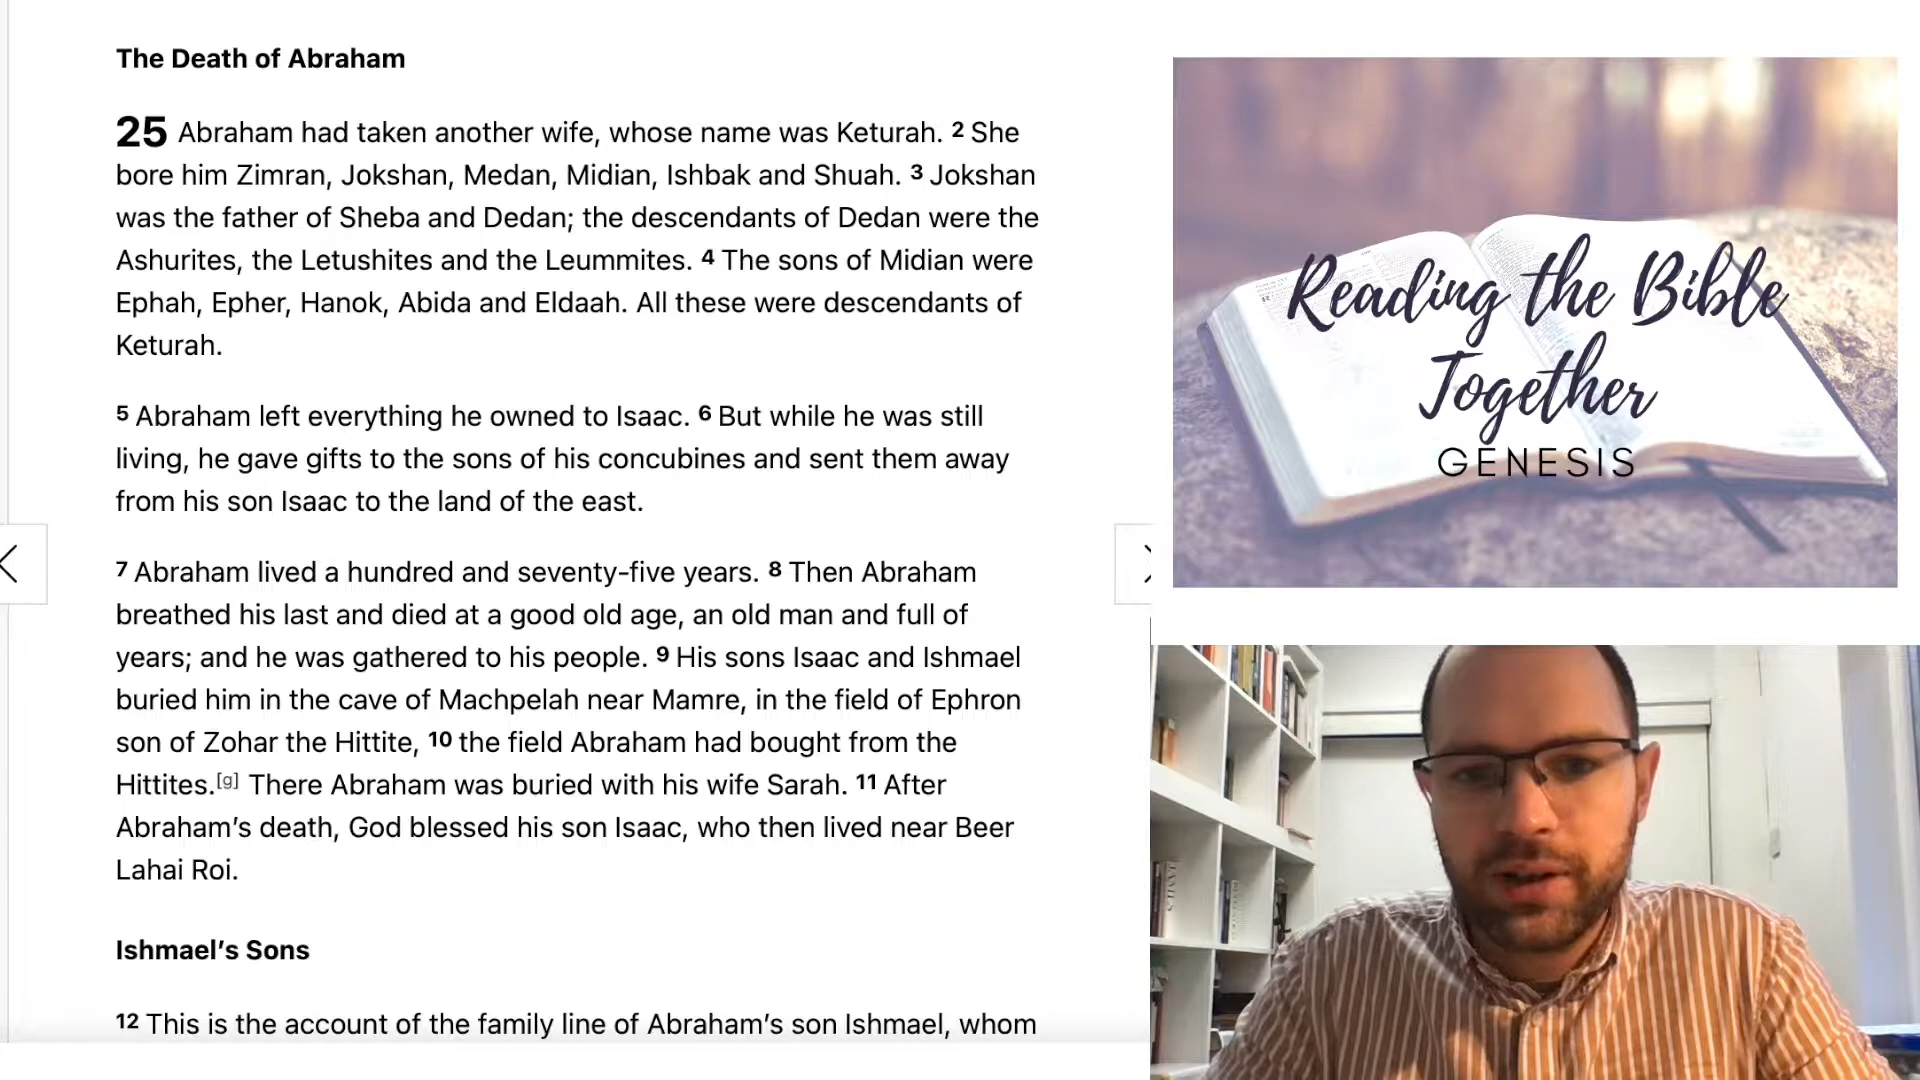 The Death of Abraham
25 Abraham had taken another wife, whose name was Keturah. 2 She
bore him Zimran, Jokshan, Medan, Midian, Ishbak and Shuah. 3 Jokshan
was the father of Sheba and Dedan; the descendants of Dedan were the
Ashurites, the Letushites and the Leummites. 4 The sons of Midian were
Ephah, Epher, Hanok, Abida and Eldaah. All these were descendants of
Keturah.
5 Abraham left everything he owned to Isaac. 6 But while he was still
living, he gave gifts to the sons of his concubines and sent them away
from his son Isaac to the land of the east.
7 Abraham lived a hundred and seventy-five years. 8 Then Abraham
breathed his last and died at a good old age, an old man and full of
years; and he was gathered to his people. 9 His sons Isaac and Ishmael
buried him in the cave of Machpelah near Mamre, in the field of Ephron
son of Zohar the Hittite, 10 the field Abraham had bought from the
Hittites.[g] There Abraham was buried with his wife Sarah. 11 After
Abraham’s death, God blessed his son Isaac, who then lived near Beer
Lahai Roi.
Ishmael’s Sons
12 This is the account of the family line of Abraham’s son Ishmael, whom
Reading the Bible
Together
GENESIS